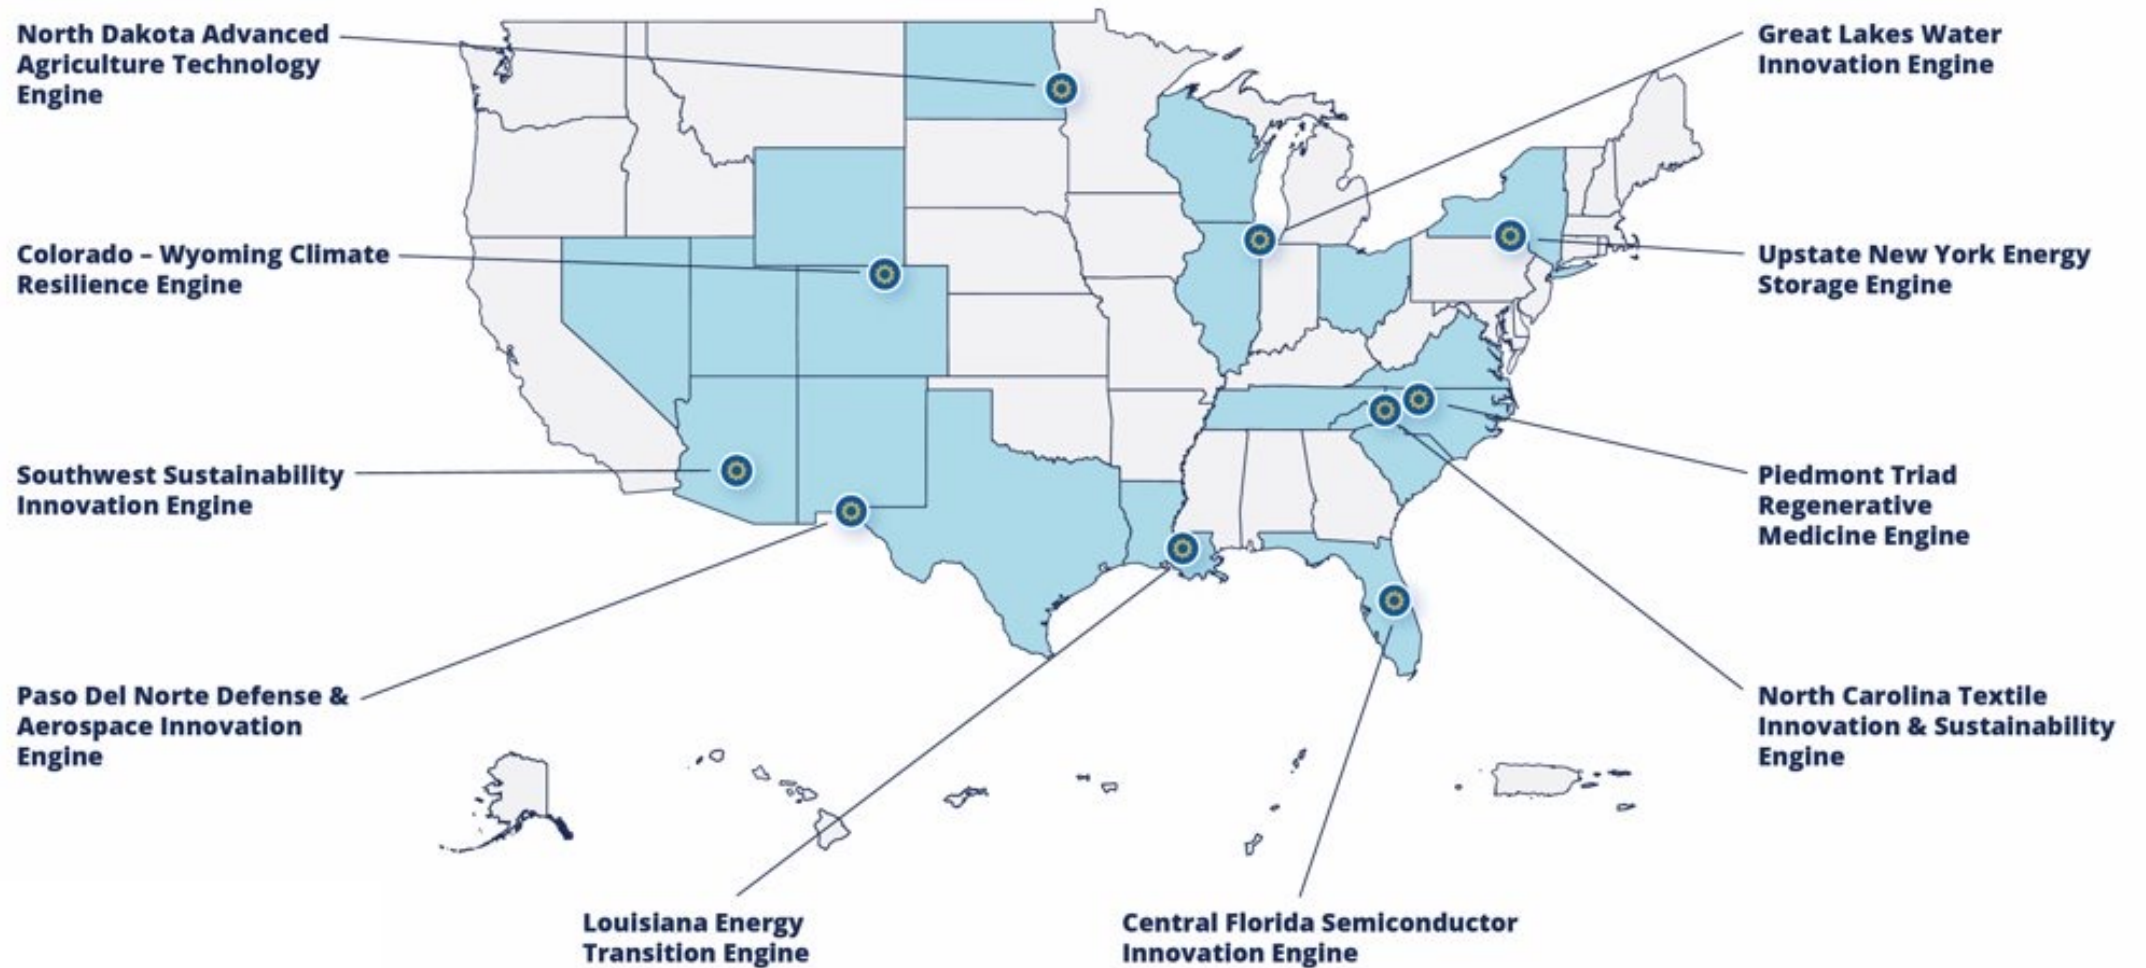 North Dakota Advanced
Agriculture Technology
Engine
Colorado – Wyoming Climate
Resilience Engine
Southwest Sustainability
Innovation Engine
Paso Del Norte Defense &
Aerospace Innovation
Engine
Louisiana Energy
Transition Engine
Central Florida Semiconductor
Innovation Engine
Great Lakes Water
Innovation Engine
Upstate New York Energy
Storage Engine
Piedmont Triad
Regenerative
Medicine Engine
North Carolina Textile
Innovation & Sustainability
Engine